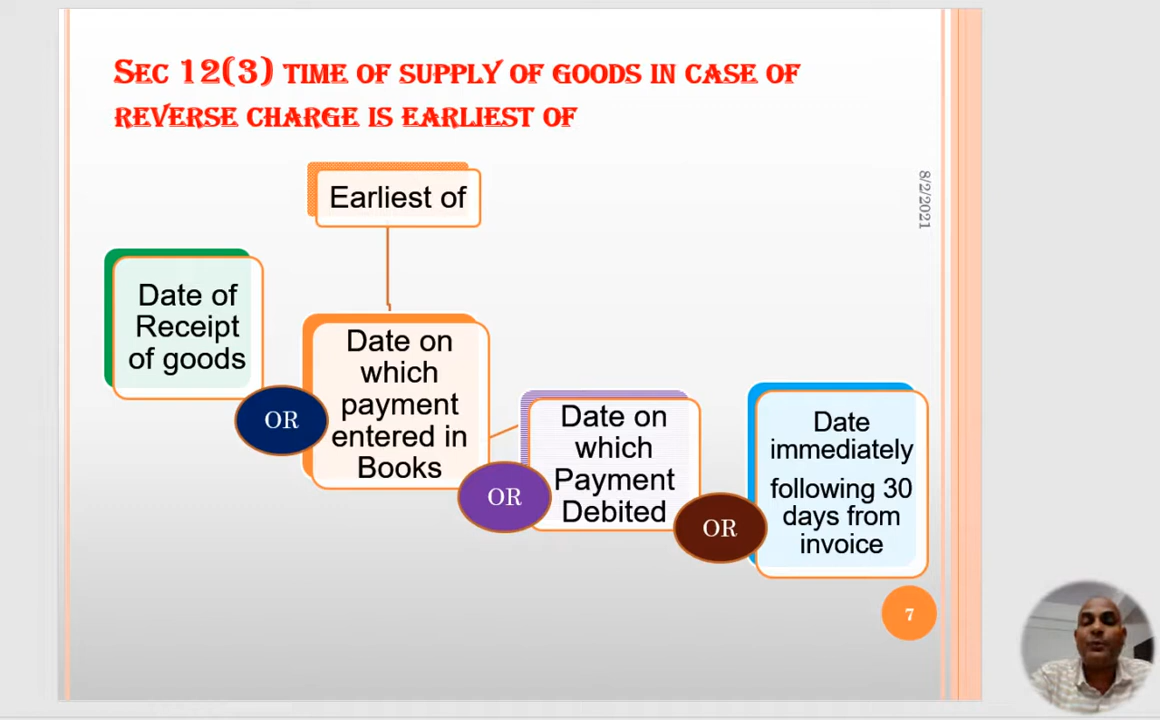 SEC 12(3) TIME OF SUPPLY OF GOODS IN CASE OF
REVERSE CHARGE IS EARLIEST OF
Earliest of
8/2/2021
Date of
Receipt
of goods
OR
Date on
which
payment
entered in
Books
OR
Date on
which
Payment
Debited
OR
Date
immediately
following 30
days from
invoice
7